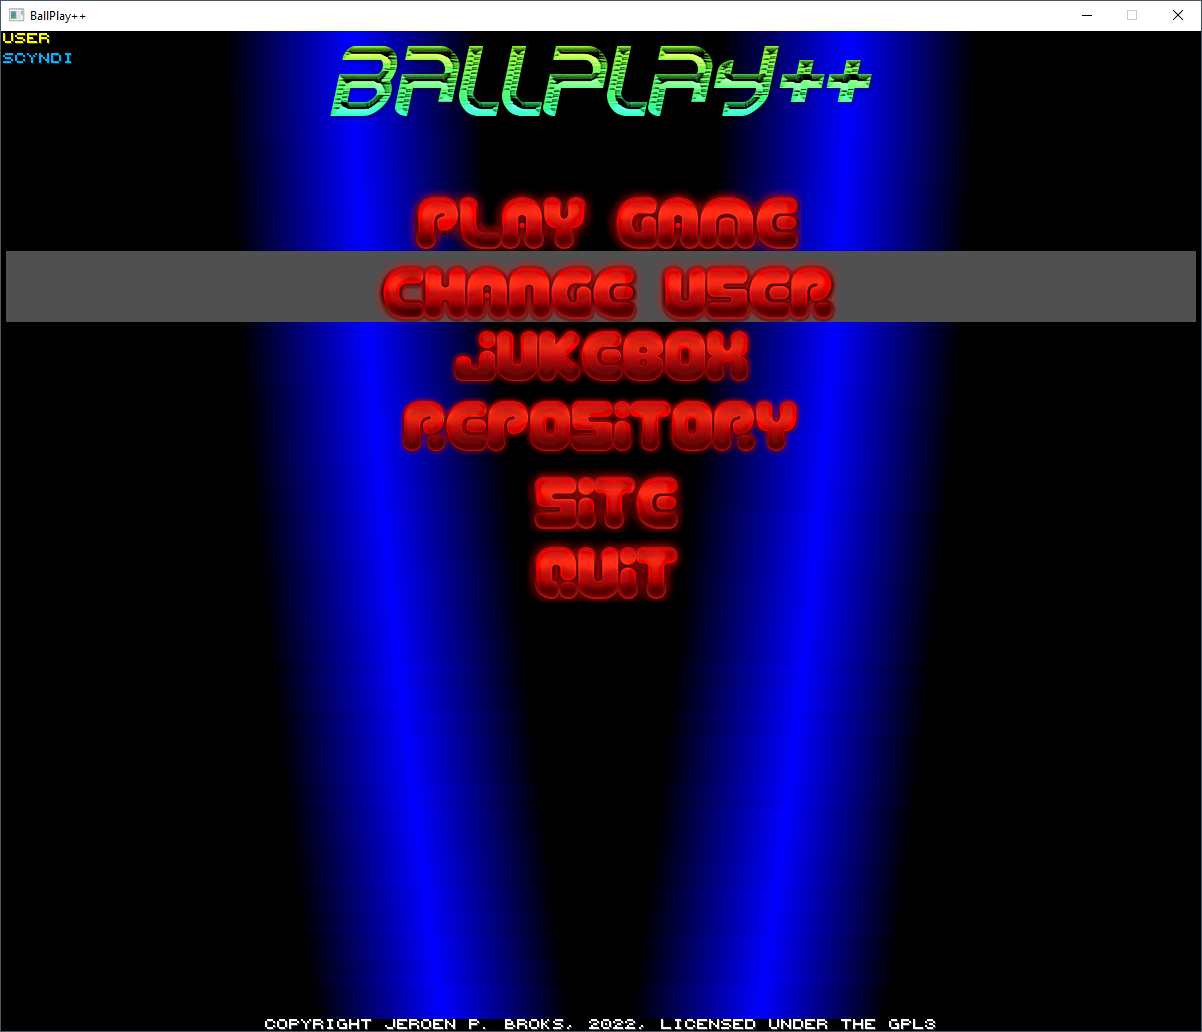 BallPlay++
USER
SCYNDI
BALLPLAY++
PLAY GAME
CHANGE USER
JUKEBOX
REPOSITORY
SITE
QUIT
COPYRIGHT JEROEN P. BROKS, 2022, LICENSED UNDER THE GPL3